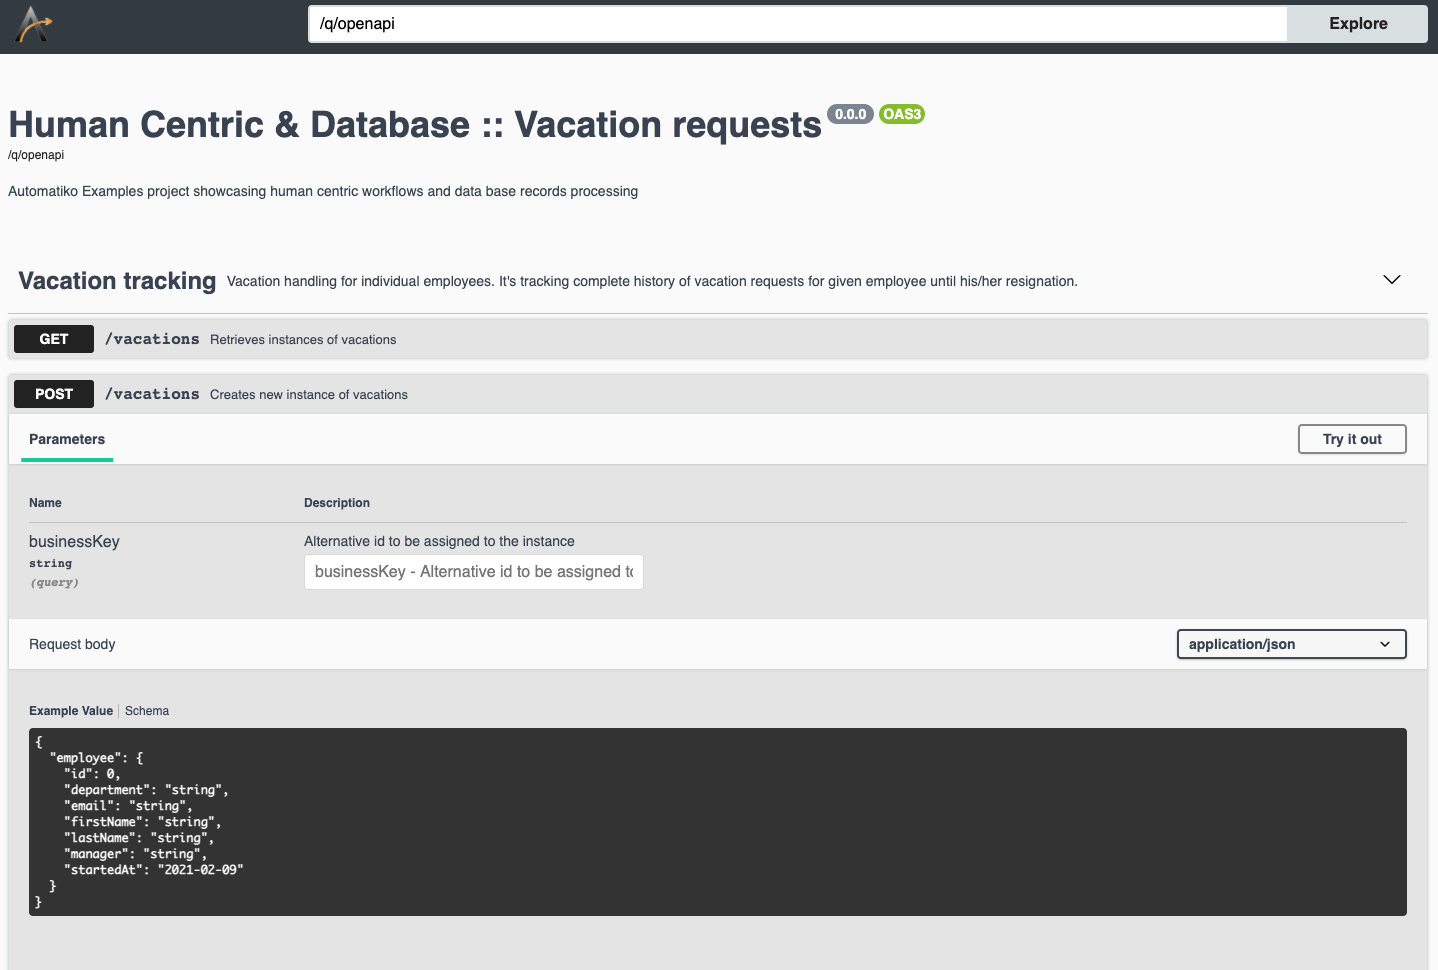 /q/openapi
Explore
Human Centric & Database :: Vacation requests 0.0.0 OAS3
/q/openapi
Automatiko Examples project showcasing human centric workflows and data base records processing
Vacation tracking Vacation handling for individual employees. It's tracking complete history of vacation requests for given employee until his/her resignation.
GET /vacations Retrieves instances of vacations
POST /vacations Creates new instance of vacations
Parameters
Try it out
Name Description
businessKey
string
(query)
Alternative id to be assigned to the instance
businessKey - Alternative id to be assigned to
Request body
application/json
Example Value Schema
{
  "employee": {
    "id": 0,
    "department": "string",
    "email": "string",
    "firstName": "string",
    "lastName": "string",
    "manager": "string",
    "startedAt": "2021-02-09"
  }
}